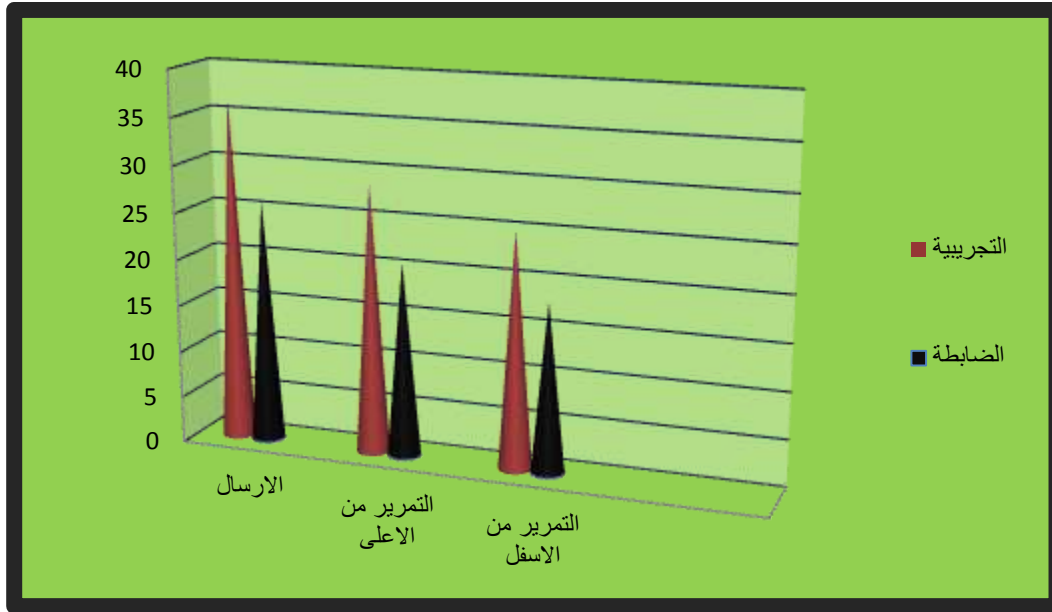 40
35
30
25
20
15
10
5
0
الارسال
التمرير من
الاعلى
التمرير من
الاسفل
التجريبية
الضابطة